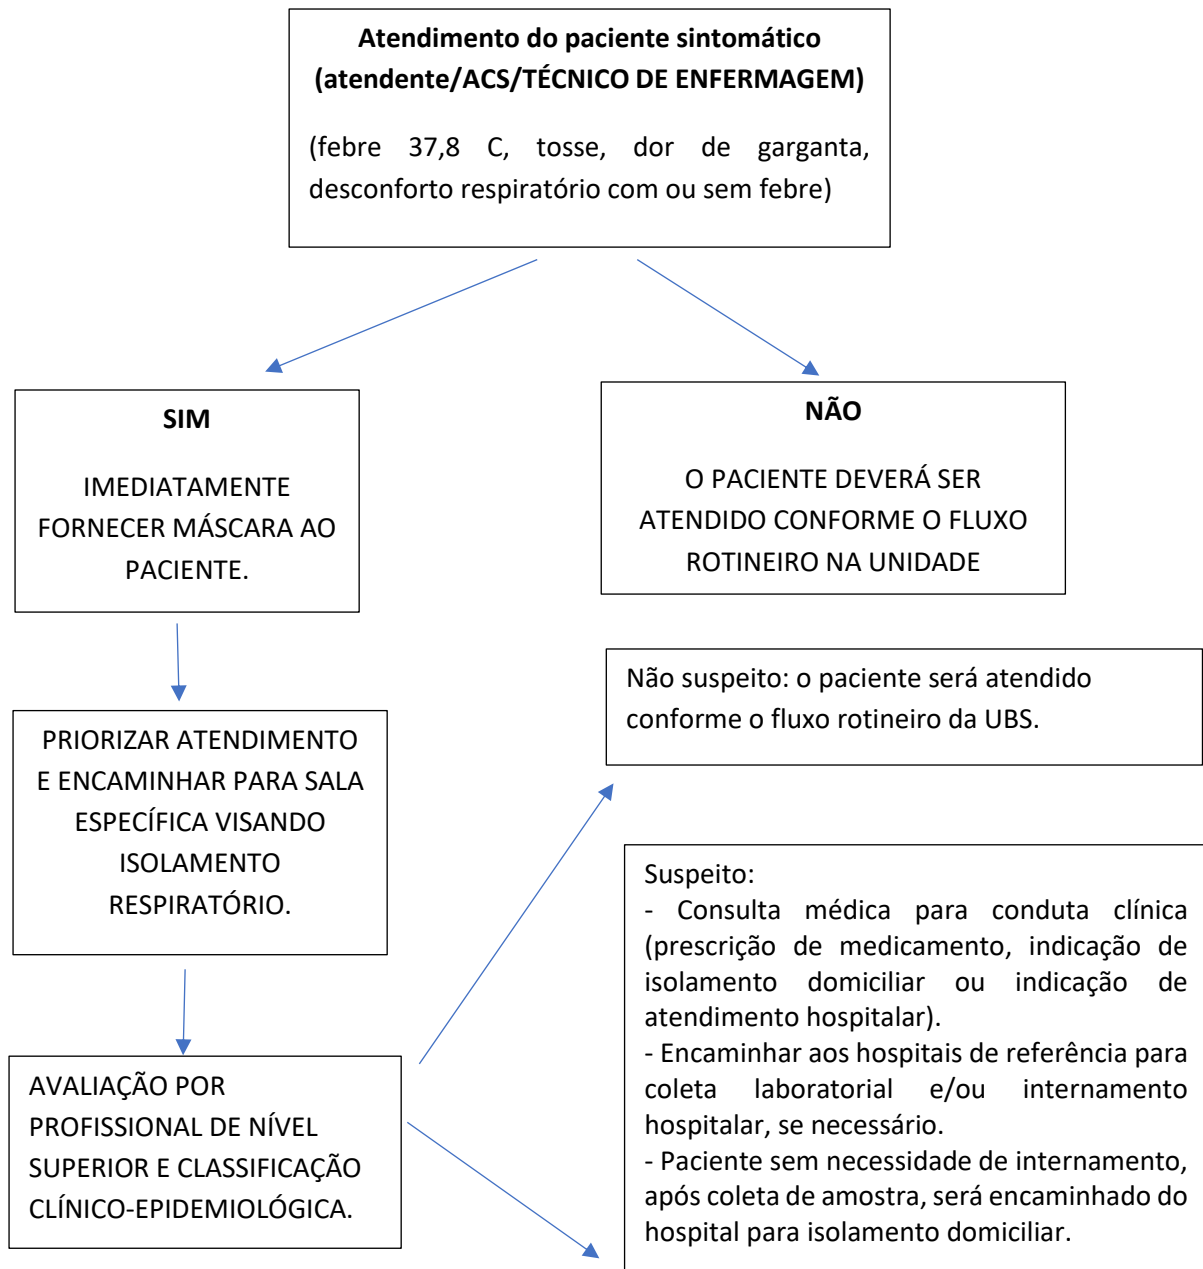 Atendimento do paciente sintomático
(atendente/ACS/TÉCNICO DE ENFERMAGEM)
(febre 37,8 C, tosse, dor de garganta,
desconforto respiratório com ou sem febre)
SIM
IMEDIATAMENTE
FORNECER MÁSCARA AO
PACIENTE.
NÃO
O PACIENTE DEVERÁ SER
ATENDIDO CONFORME O FLUXO
ROTINEIRO NA UNIDADE
PRIORIZAR ATENDIMENTO
E ENCAMINHAR PARA SALA
ESPECÍFICA VISANDO
ISOLAMENTO
RESPIRATÓRIO.
AVALIAÇÃO POR
PROFISSIONAL DE NÍVEL
SUPERIOR E CLASSIFICAÇÃO
CLÍNICO-EPIDEMIOLÓGICA.
Não suspeito: o paciente será atendido
conforme o fluxo rotineiro da UBS.
Suspeito:
- Consulta médica para conduta clínica
(prescrição de medicamento, indicação de
isolamento domiciliar ou indicação de
atendimento hospitalar).
- Encaminhar aos hospitais de referência para
coleta laboratorial e/ou internamento
hospitalar, se necessário.
- Paciente sem necessidade de internamento,
após coleta de amostra, será encaminhado do
hospital para isolamento domiciliar.